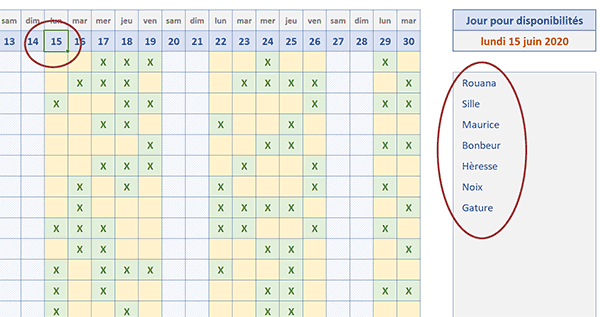 sam dim lun mar mer jeu ven sam dim lun mar mer jeu ven sam dim lun mar
13 14 15 16 17 18 19 20 21 22 23 24 25 26 27 28 29 30
X X X X X
X X X X X X X X
X X X X X X
X X X X
X X X X X
X X X X X
X X X X X
X X X X X X
X X X X X X
X X X X
X X X X X X
X X X X X X
X X X X
Jour pour disponibilités
lundi 15 juin 2020
Rouana
Sille
Maurice
Bonbeur
Hèresse
Noix
Gature